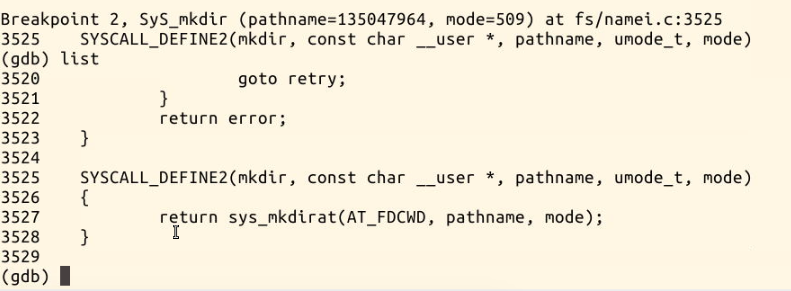 Breakpoint 2, SyS_mkdir (pathname=135047964, mode=509) at fs/namei.c:3525
3525    SYSCALL_DEFINE2(mkdir, const char __user *, pathname, umode_t, mode)
(gdb) list
3520                    goto retry;
3521            }
3522            return error;
3523    }
3524
3525    SYSCALL_DEFINE2(mkdir, const char __user *, pathname, umode_t, mode)
3526    {
3527            return sys_mkdirat(AT_FDCWD, pathname, mode);
3528    }
3529
(gdb)